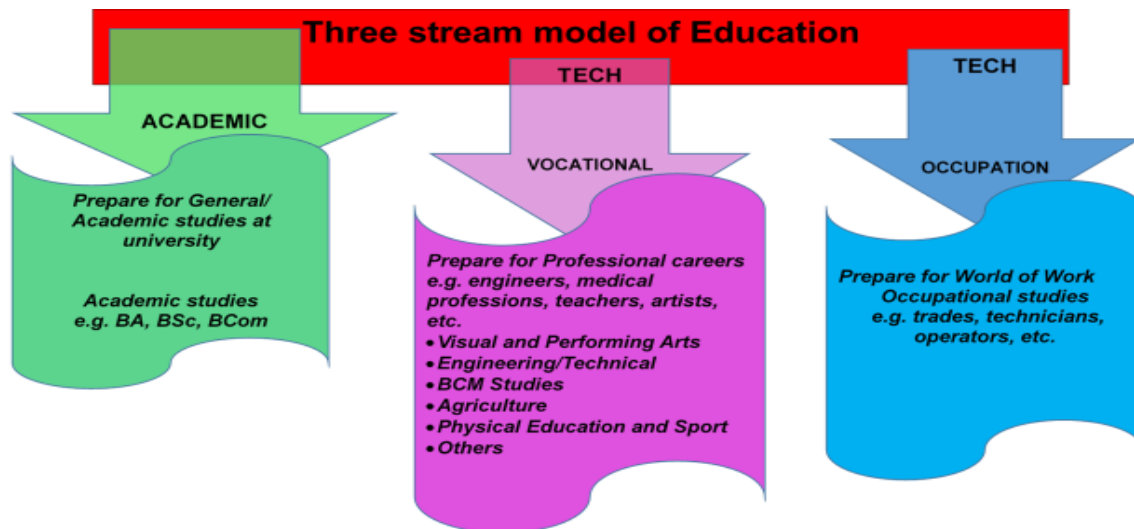 Three stream model of Education
ACADEMIC
Prepare for General/
Academic studies at
university
Academic studies
e.g. BA, BSc, BCom
TECH
VOCATIONAL
Prepare for Professional careers
e.g. engineers, medical
professions, teachers, artists,
etc.
•Visual and Performing Arts
•Engineering/Technical
•BCM Studies
•Agriculture
•Physical Education and Sport
•Others
TECH
OCCUPATION
Prepare for World of Work
Occupational studies
e.g. trades, technicians,
operators, etc.